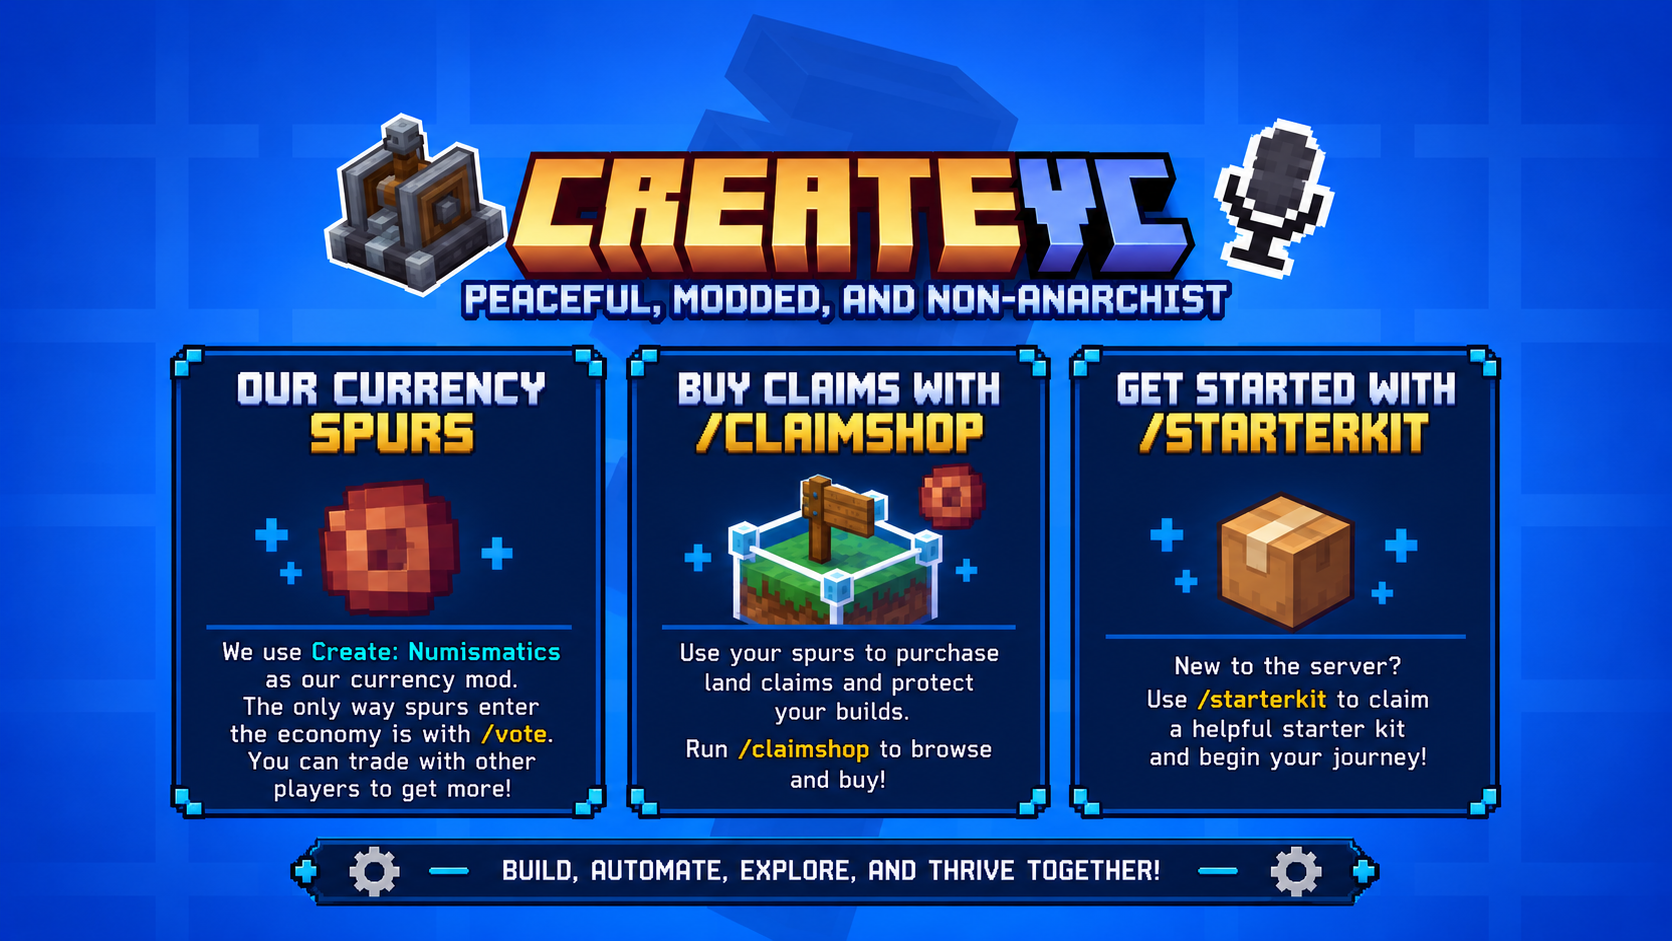 CREATEYC
PEACEFUL, MODDED, AND NON-ANARCHIST
OUR CURRENCY
SPURS
We use Create: Numismatics
as our currency mod.
The only way spurs enter
the economy is with /vote.
You can trade with other
players to get more!
BUY CLAIMS WITH
/CLAIMSHOP
Use your spurs to purchase
land claims and protect
your builds.
Run /claimshop to browse
and buy!
GET STARTED WITH
/STARTERKIT
New to the server?
Use /starterkit to claim
a helpful starter kit
and begin your journey!
BUILD, AUTOMATE, EXPLORE, AND THRIVE TOGETHER!